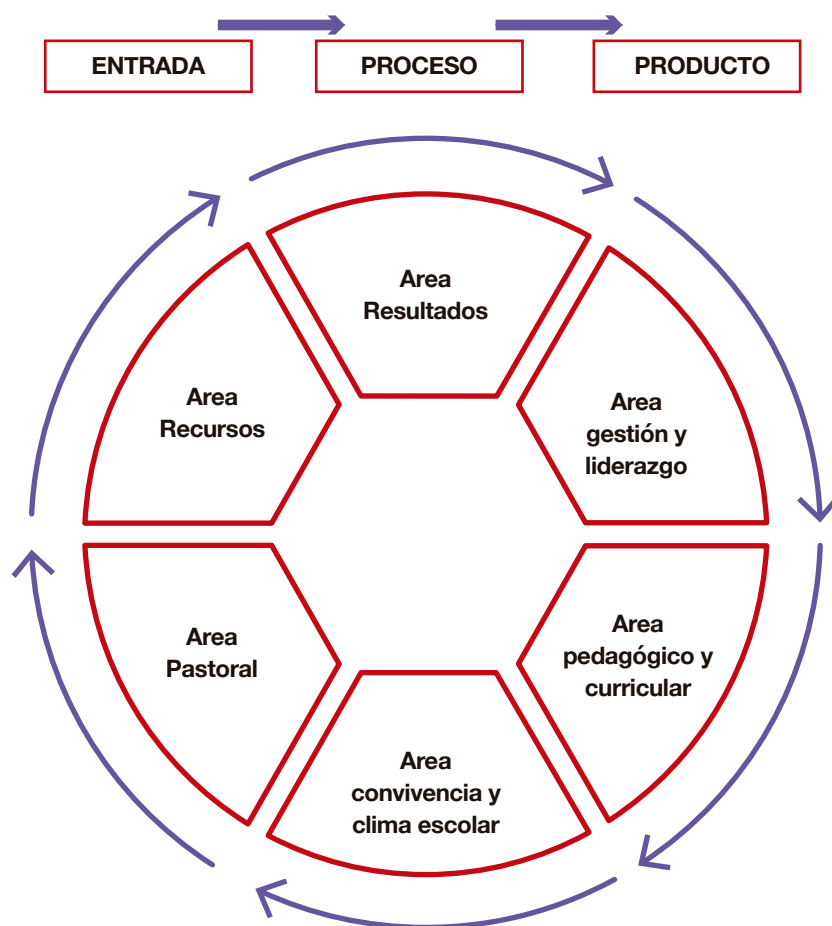 ENTRADA
PROCESO
PRODUCTO
Area
Resultados
Area
gestión y
liderazgo
Area
pedagógico y
curricular
Area
convivencia y
clima escolar
Area
Pastoral
Area
Recursos